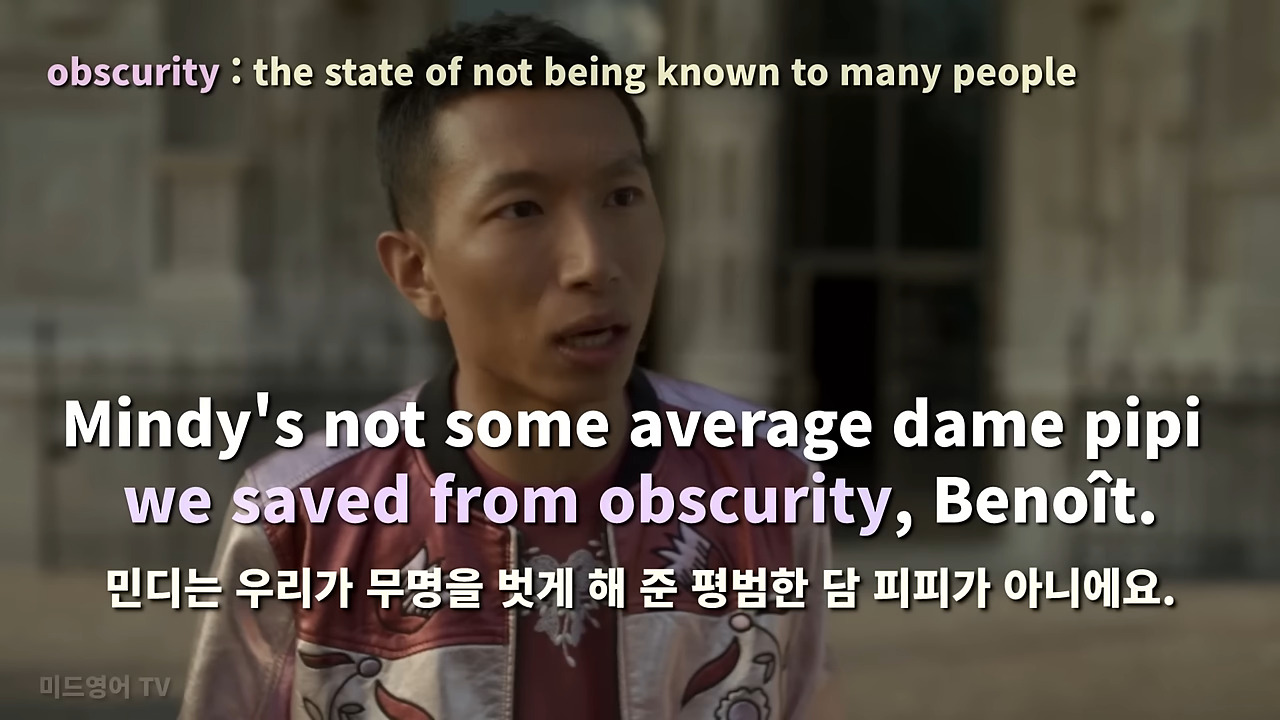 obscurity : the state of not being known to many people
Mindy's not some average dame pipi
we saved from obscurity, Benoît.
민디는 우리가 무명을 벗게 해 준 평범한 담 피피가 아니에요.
미드영어 TV